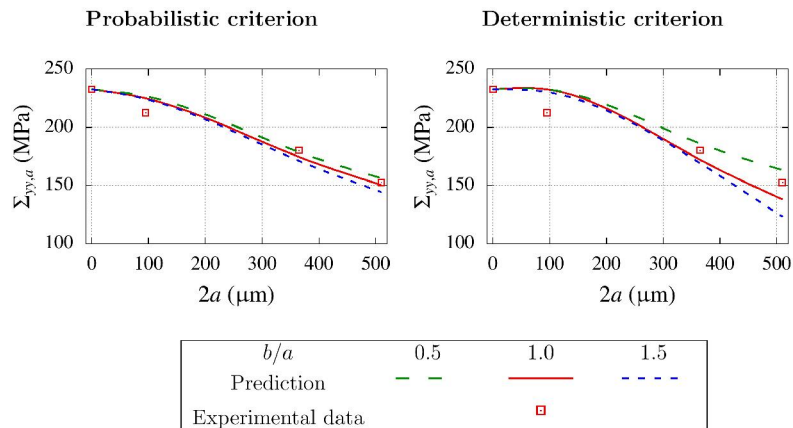 Probabilistic criterion
Deterministic criterion
250
200
150
100
Σyy,a (MPa)
0 100 200 300 400 500
2a (μm)
250
200
150
100
Σyy,a (MPa)
0 100 200 300 400 500
2a (μm)
b/a 0.5 1.0 1.5
Prediction
Experimental data